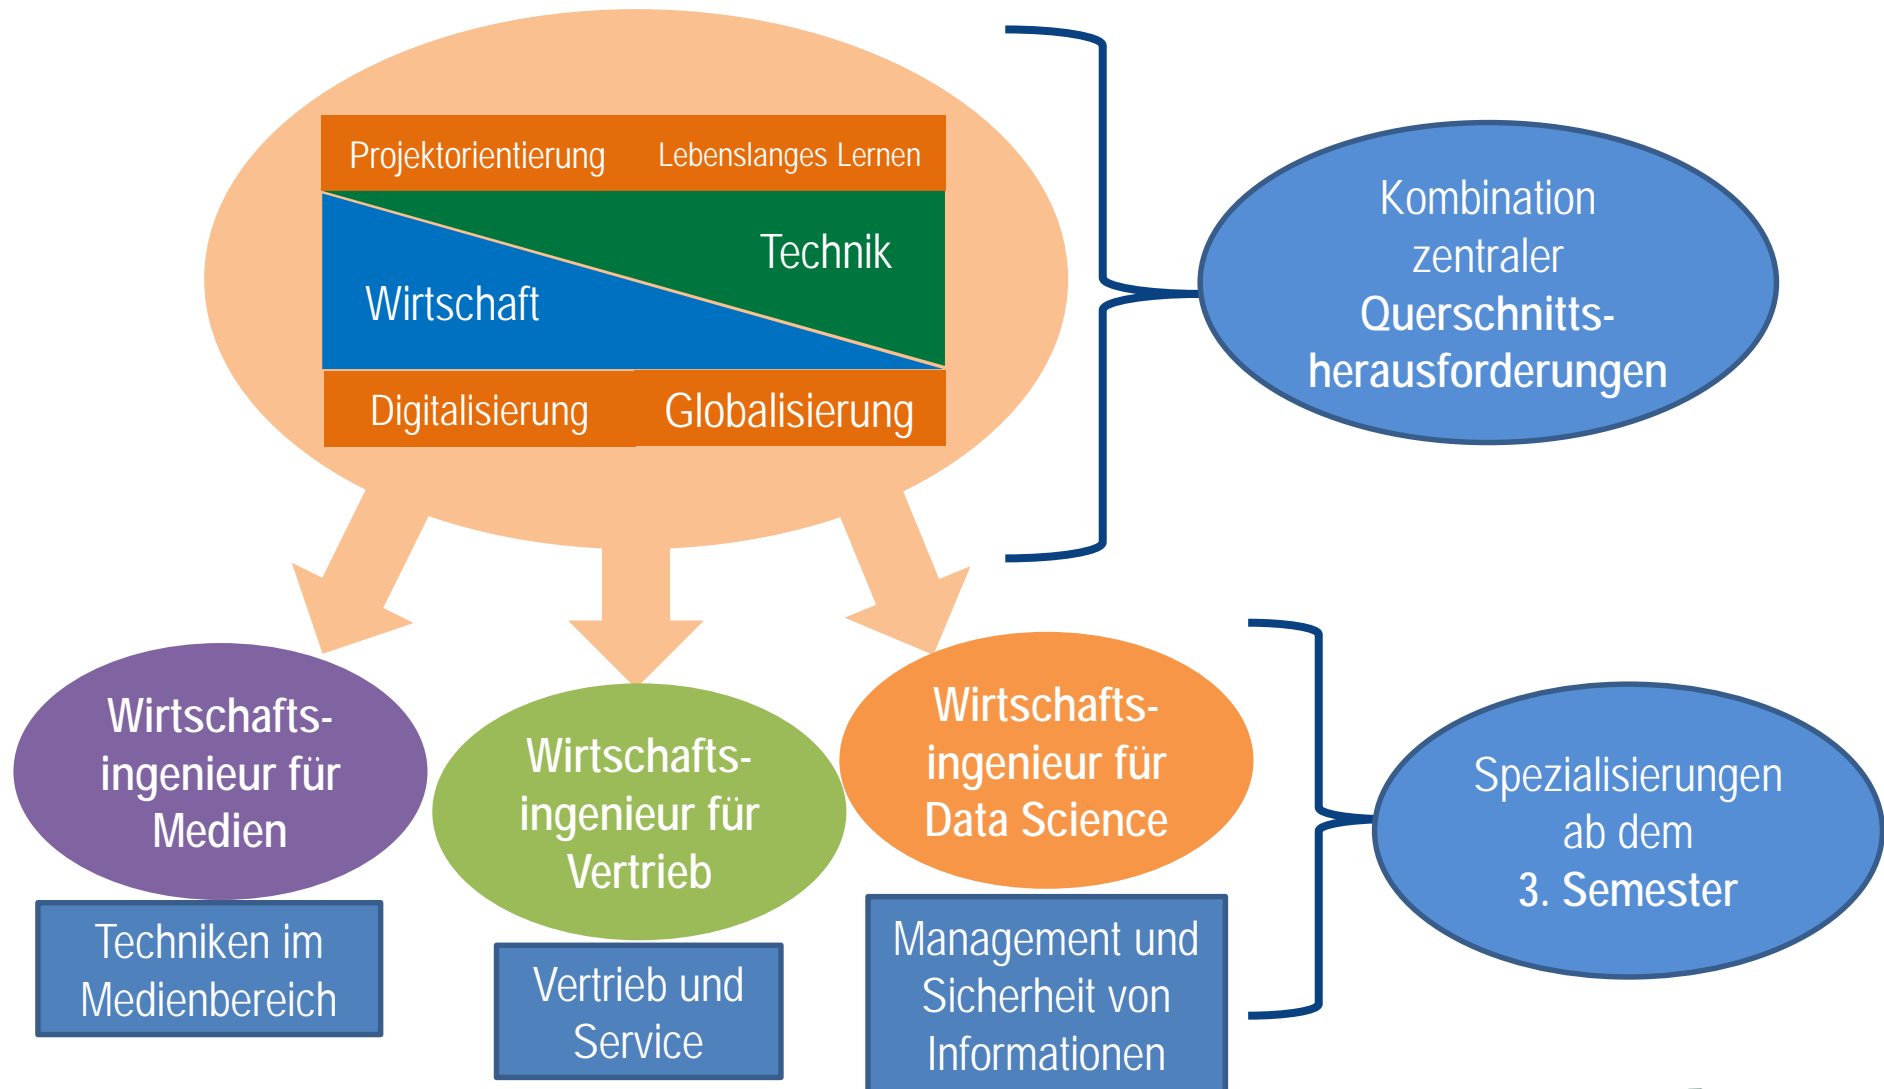 Projektorientierung
Lebenslanges Lernen
Technik
Wirtschaft
Digitalisierung
Globalisierung
Kombination
zentraler
Querschnitts-
herausforderungen
Wirtschafts-
ingenieur für
Medien
Wirtschafts-
ingenieur für
Vertrieb
Wirtschafts-
ingenieur für
Data Science
Techniken im
Medienbereich
Vertrieb und
Service
Management und
Sicherheit von
Informationen
Spezialisierungen
ab dem
3. Semester